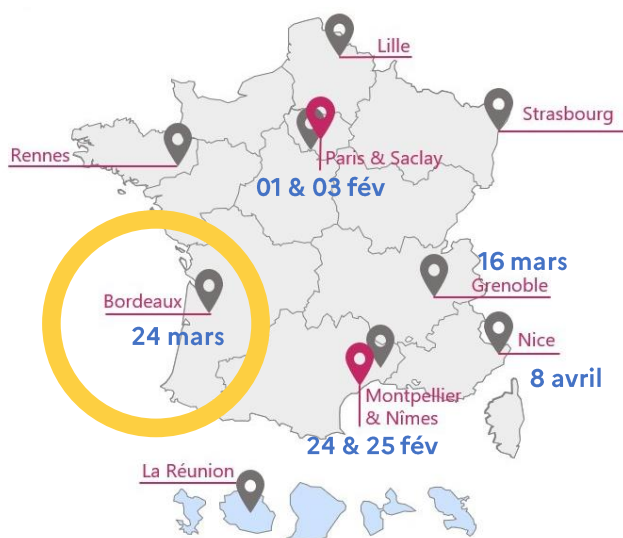 Lille
Strasbourg
Rennes
Paris & Saclay
01 & 03 fév
16 mars
Grenoble
Bordeaux
24 mars
Nice
8 avril
Montpellier
& Nîmes
24 & 25 fév
La Réunion